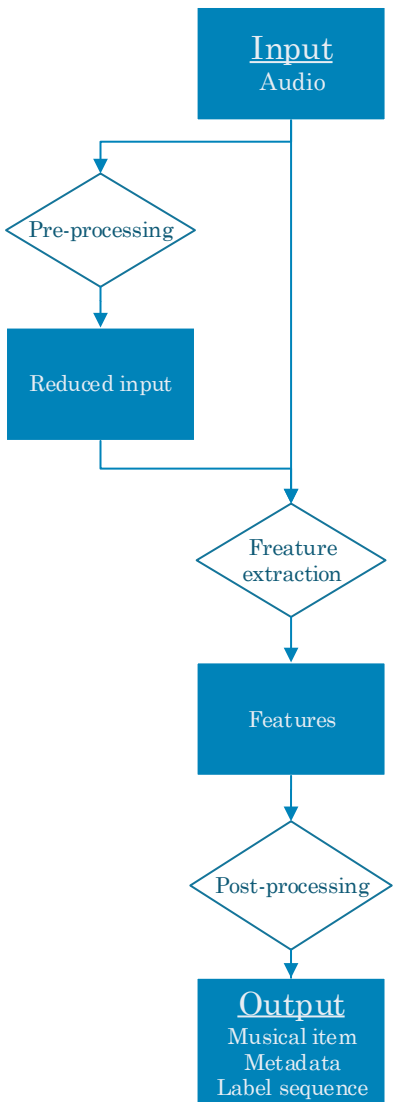 Input
Audio
Pre-processing
Reduced input
Freature
extraction
Features
Post-processing
Output
Musical item
Metadata
Label sequence